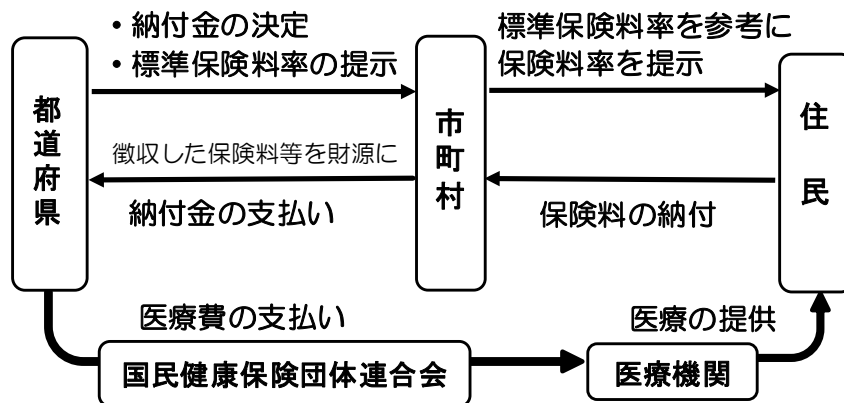 ・納付金の決定
・標準保険料率の提示
標準保険料率を参考に
保険料率を提示
都道府県
市町村
住民
徴収した保険料等を財源に
納付金の支払い
保険料の納付
医療費の支払い
医療の提供
国民健康保険団体連合会
医療機関